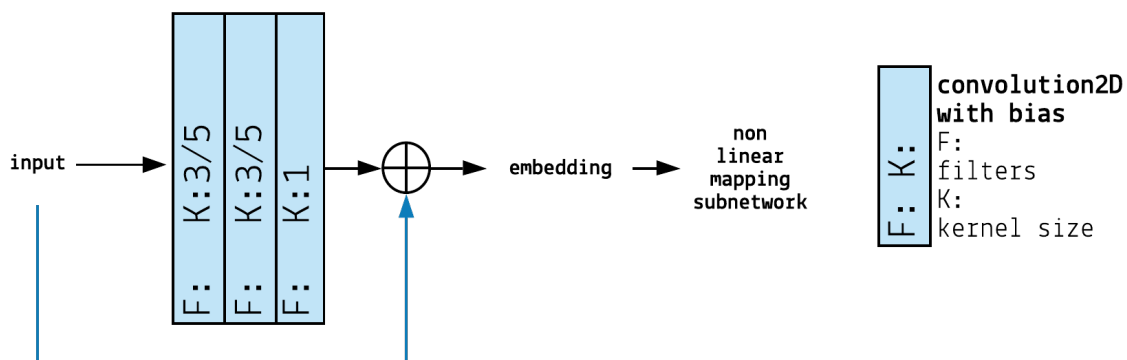 input
F: K:3/5
F: K:3/5
F: K:1
embedding
non
linear
mapping
subnetwork
F: K:
convolution2D
with bias
F:
filters
K:
kernel size